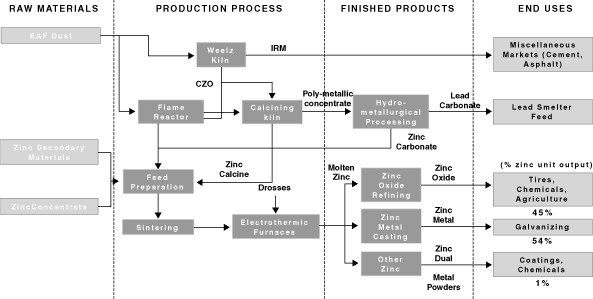 RAW MATERIALS
PRODUCTION PROCESS
FINISHED PRODUCTS
END USES
EAF Dust
Weelz
Kiln
IRM
Miscellaneous
Markets (Cement,
Asphalt)
CZO
Poly-metallic
concentrate
Flame
Reactor
Calcining
kiln
Hydro-
metallurgical
Processing
Lead
Carbonate
Lead Smelter
Feed
Zinc
Carbonate
Zinc Secondary
Materials
ZincConcentrate
Feed
Preparation
Zinc
Calcine
Drosses
Sintering
Electrothermic
Furnaces
Molten
Zinc
(% zinc unit output)
Zinc
Oxide
Refining
Zinc
Oxide
Tires,
Chemicals,
Agriculture
45%
Zinc
Metal
Casting
Zinc
Metal
Galvanizing
54%
Other
Zinc
Zinc
Dual
Metal
Powders
Coatings,
Chemicals
1%